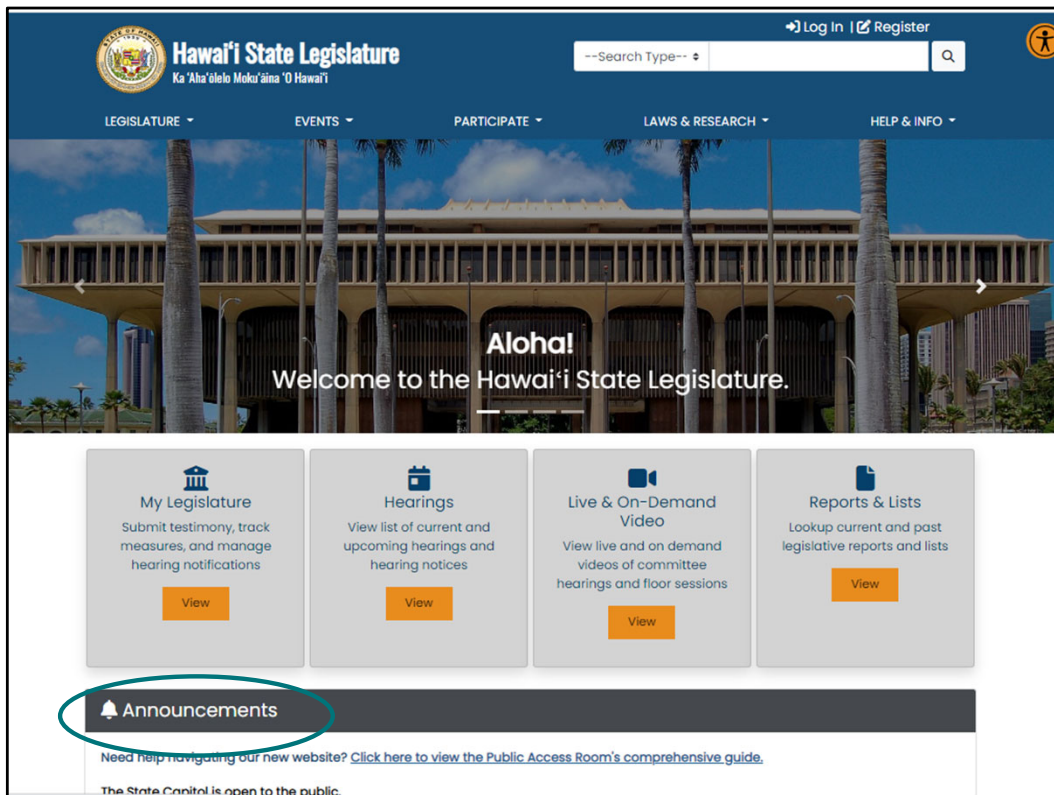 Log In | Register
Hawaiʻi State Legislature
Ka ʻAhaʻōlelo Mokuʻāina ʻO Hawaiʻi
--Search Type--
LEGISLATURE
EVENTS
PARTICIPATE
LAWS & RESEARCH
HELP & INFO
Aloha!
Welcome to the Hawaiʻi State Legislature.
My Legislature
Submit testimony, track
measures, and manage
hearing notifications
View
Hearings
View list of current and
upcoming hearings and
hearing notices
View
Live & On-Demand
Video
View live and on demand
videos of committee
hearings and floor sessions
View
Reports & Lists
Lookup current and past
legislative reports and lists
View
Announcements
Need help navigating our new website? Click here to view the Public Access Room's comprehensive guide.
The State Capitol is open to the public.